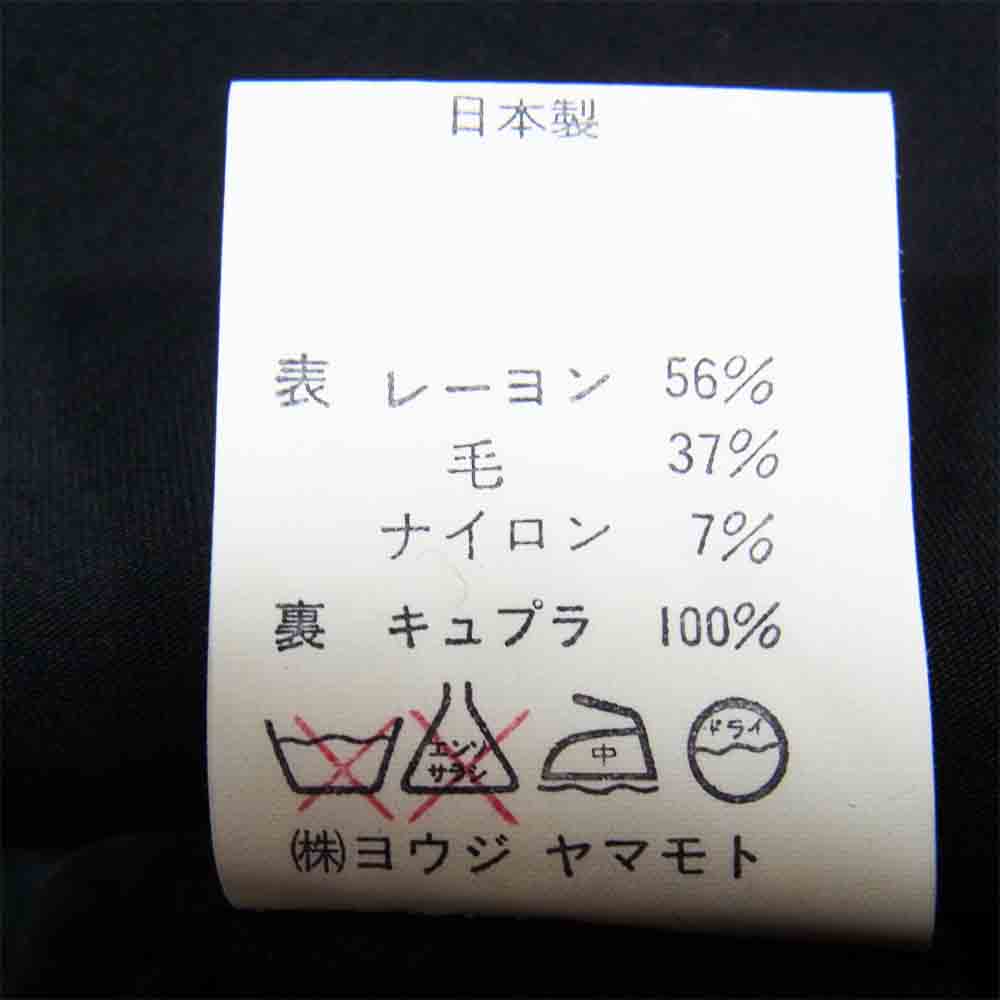 日本製
表 レーヨン 56%
毛 37%
ナイロン 7%
裏 キュプラ 100%
エンソ
サラシ
中
ドライ
㈱ヨウジ ヤマモト